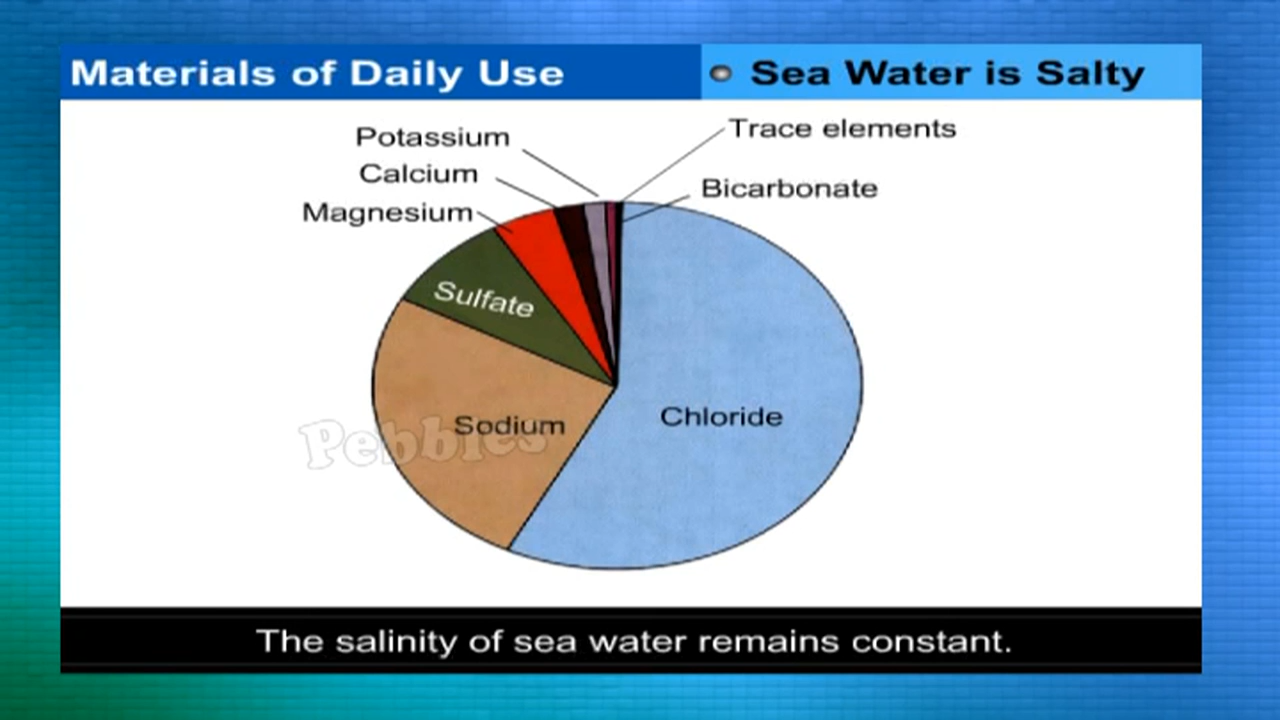 Materials of Daily Use
Sea Water is Salty
Potassium
Trace elements
Calcium
Bicarbonate
Magnesium
Sulfate
Chloride
Sodium
Pebbles
The salinity of sea water remains constant.